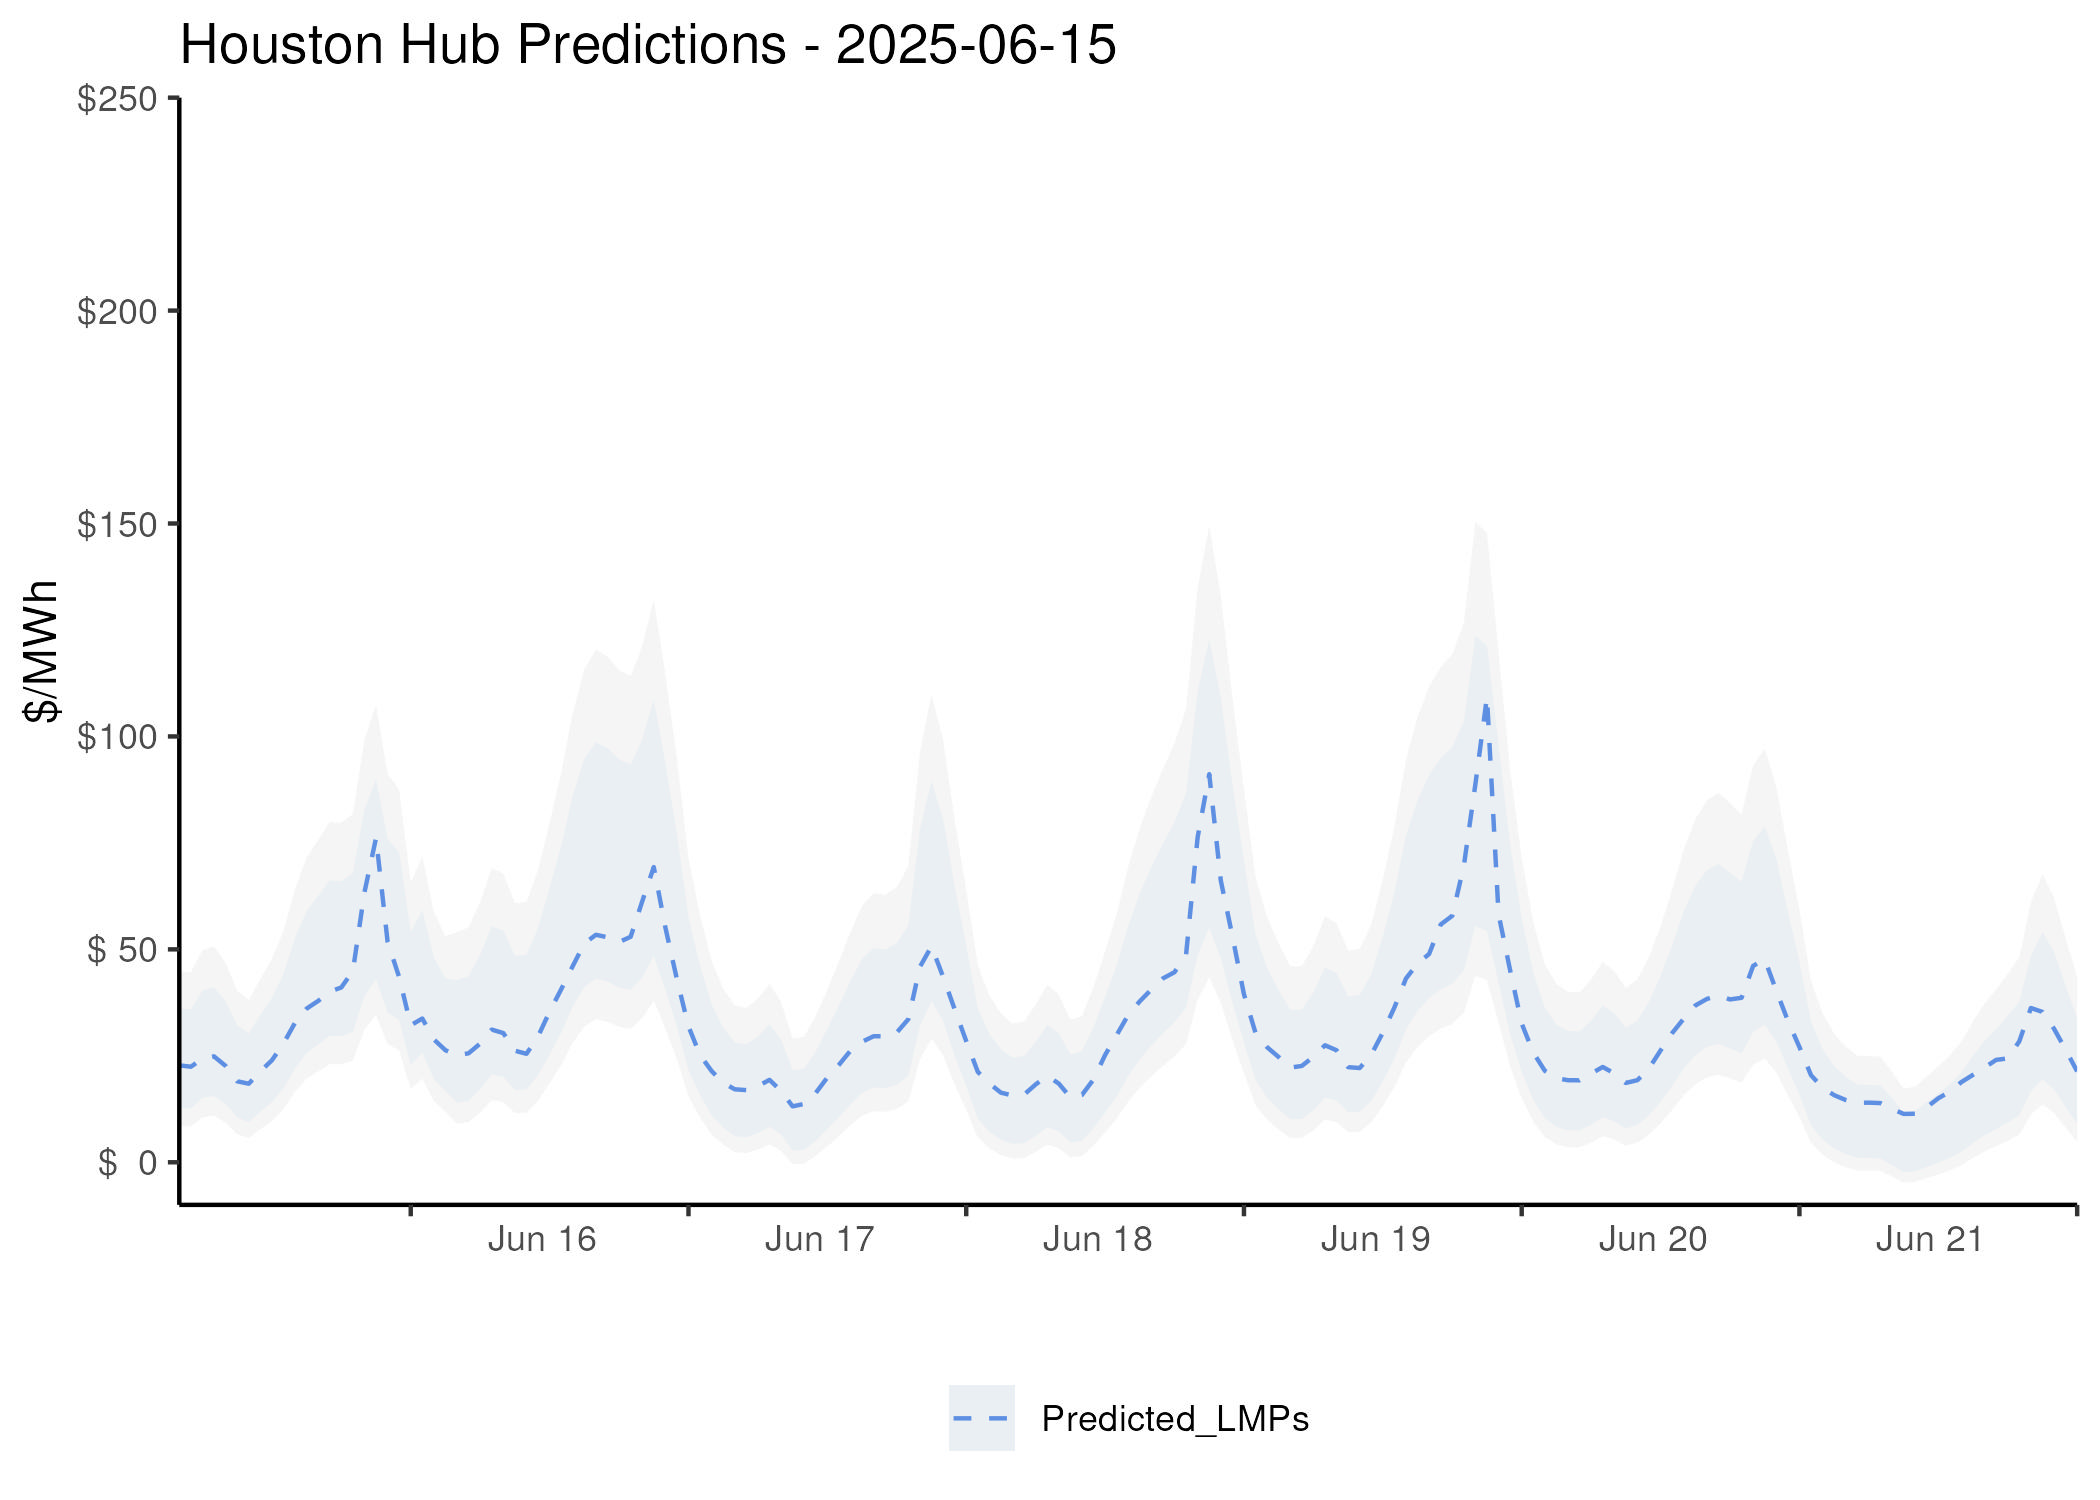 Houston Hub Predictions - 2025-06-15
$250
$200
$150
$100
$ 50
$  0
$/MWh
Jun 16 Jun 17 Jun 18 Jun 19 Jun 20 Jun 21
Predicted_LMPs